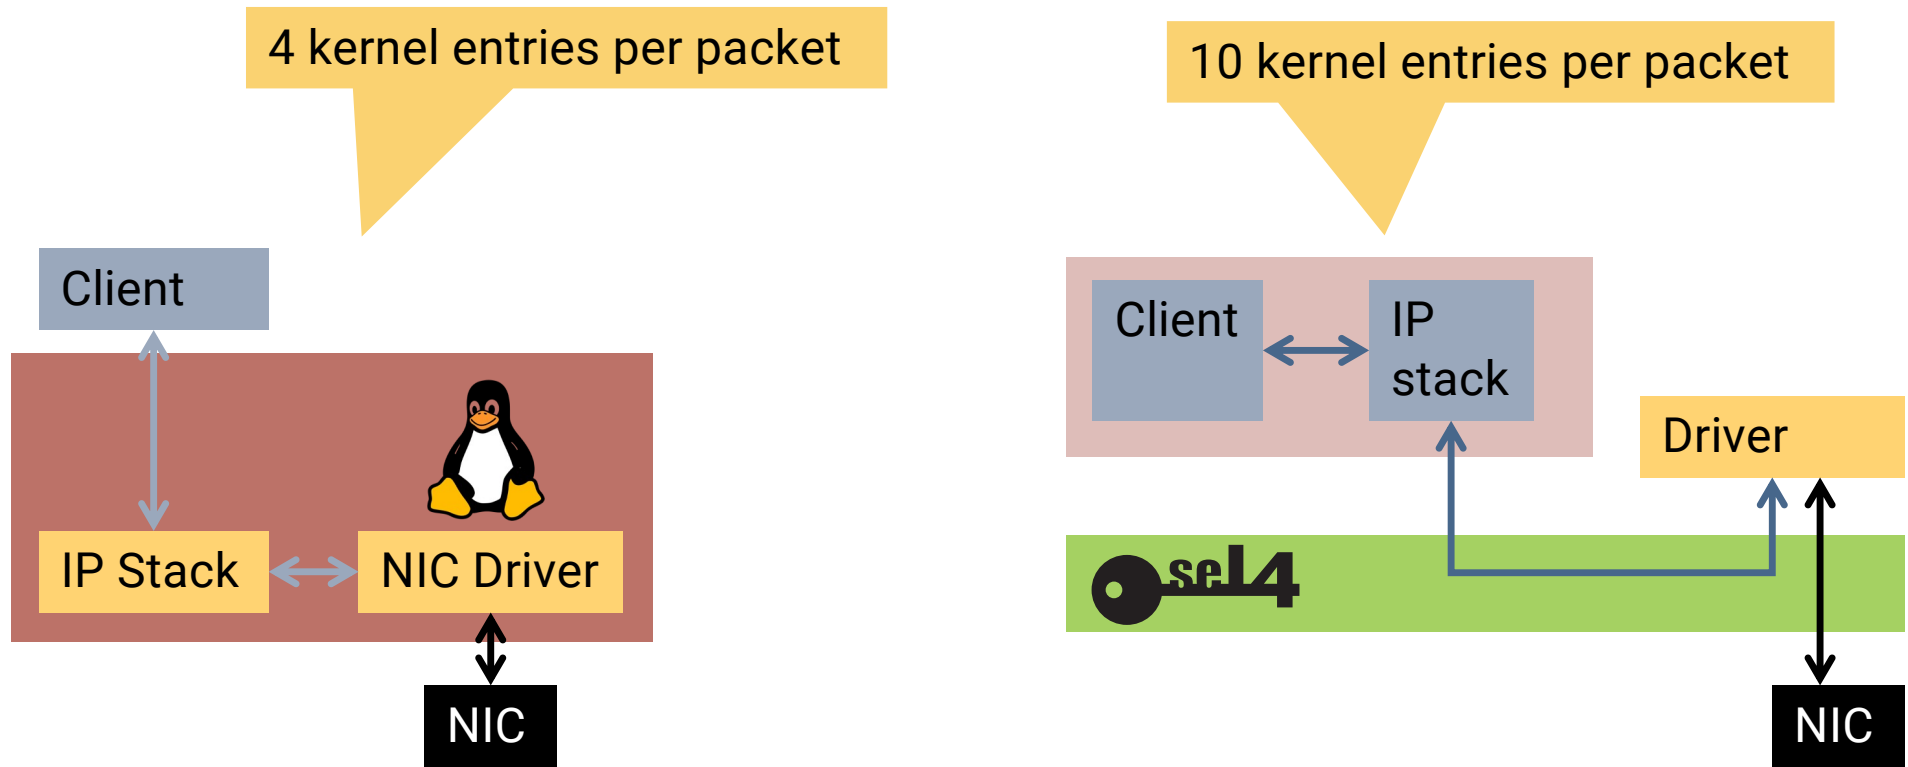 4 kernel entries per packet
10 kernel entries per packet
Client
IP Stack
NIC Driver
NIC
Client
IP
stack
Driver
seL4
NIC